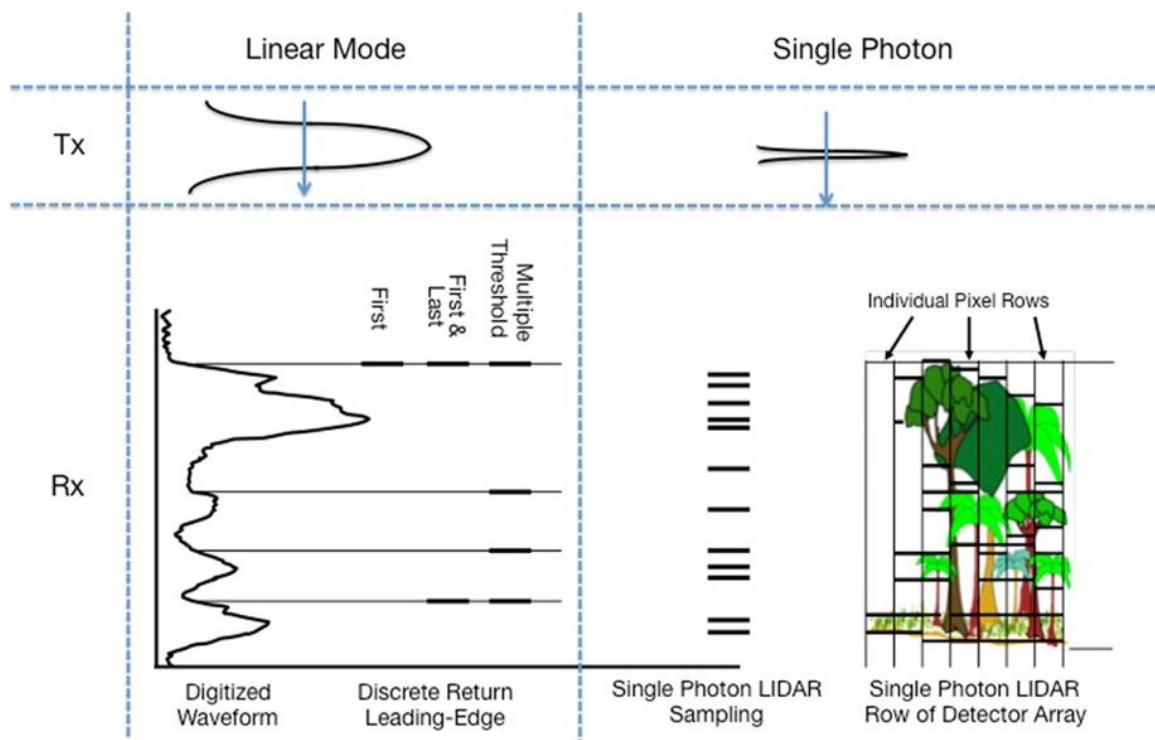 Linear Mode
Single Photon
Tx
Rx
First
First &
Last
Multiple
Threshold
Individual Pixel Rows
Digitized
Waveform
Discrete Return
Leading-Edge
Single Photon LIDAR
Sampling
Single Photon LIDAR
Row of Detector Array